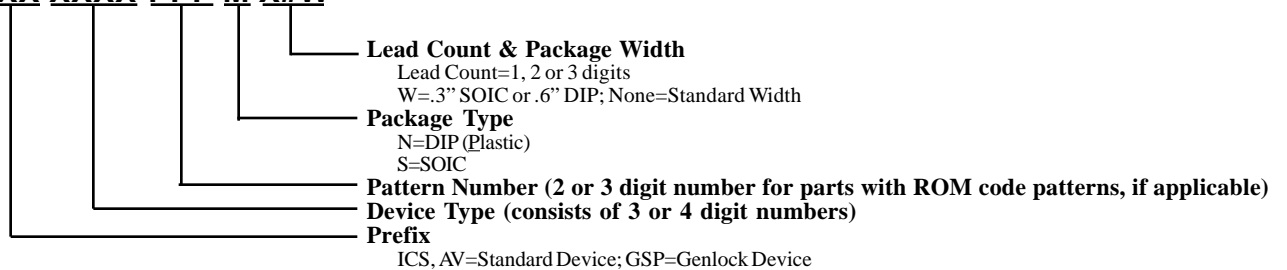 Lead Count & Package Width
Lead Count=1, 2 or 3 digits
W=.3” SOIC or .6” DIP; None=Standard Width
Package Type
N=DIP (Plastic)
S=SOIC
Pattern Number (2 or 3 digit number for parts with ROM code patterns, if applicable)
Device Type (consists of 3 or 4 digit numbers)
Prefix
ICS, AV=Standard Device; GSP=Genlock Device